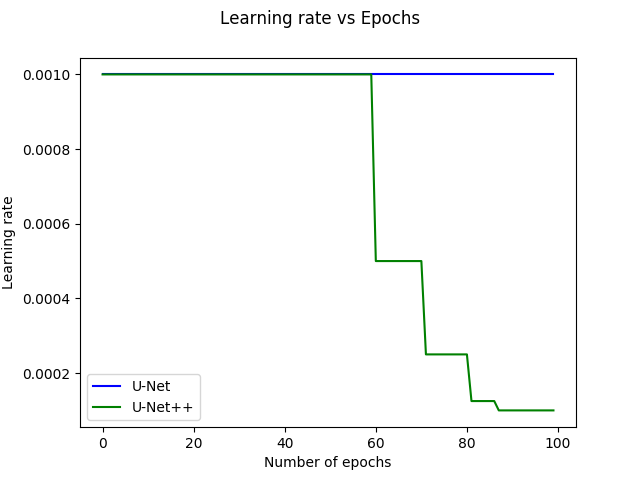 Learning rate vs Epochs
0.0010
0.0008
0.0006
0.0004
0.0002
Learning rate
U-Net
U-Net++
0 20 40 60 80 100
Number of epochs